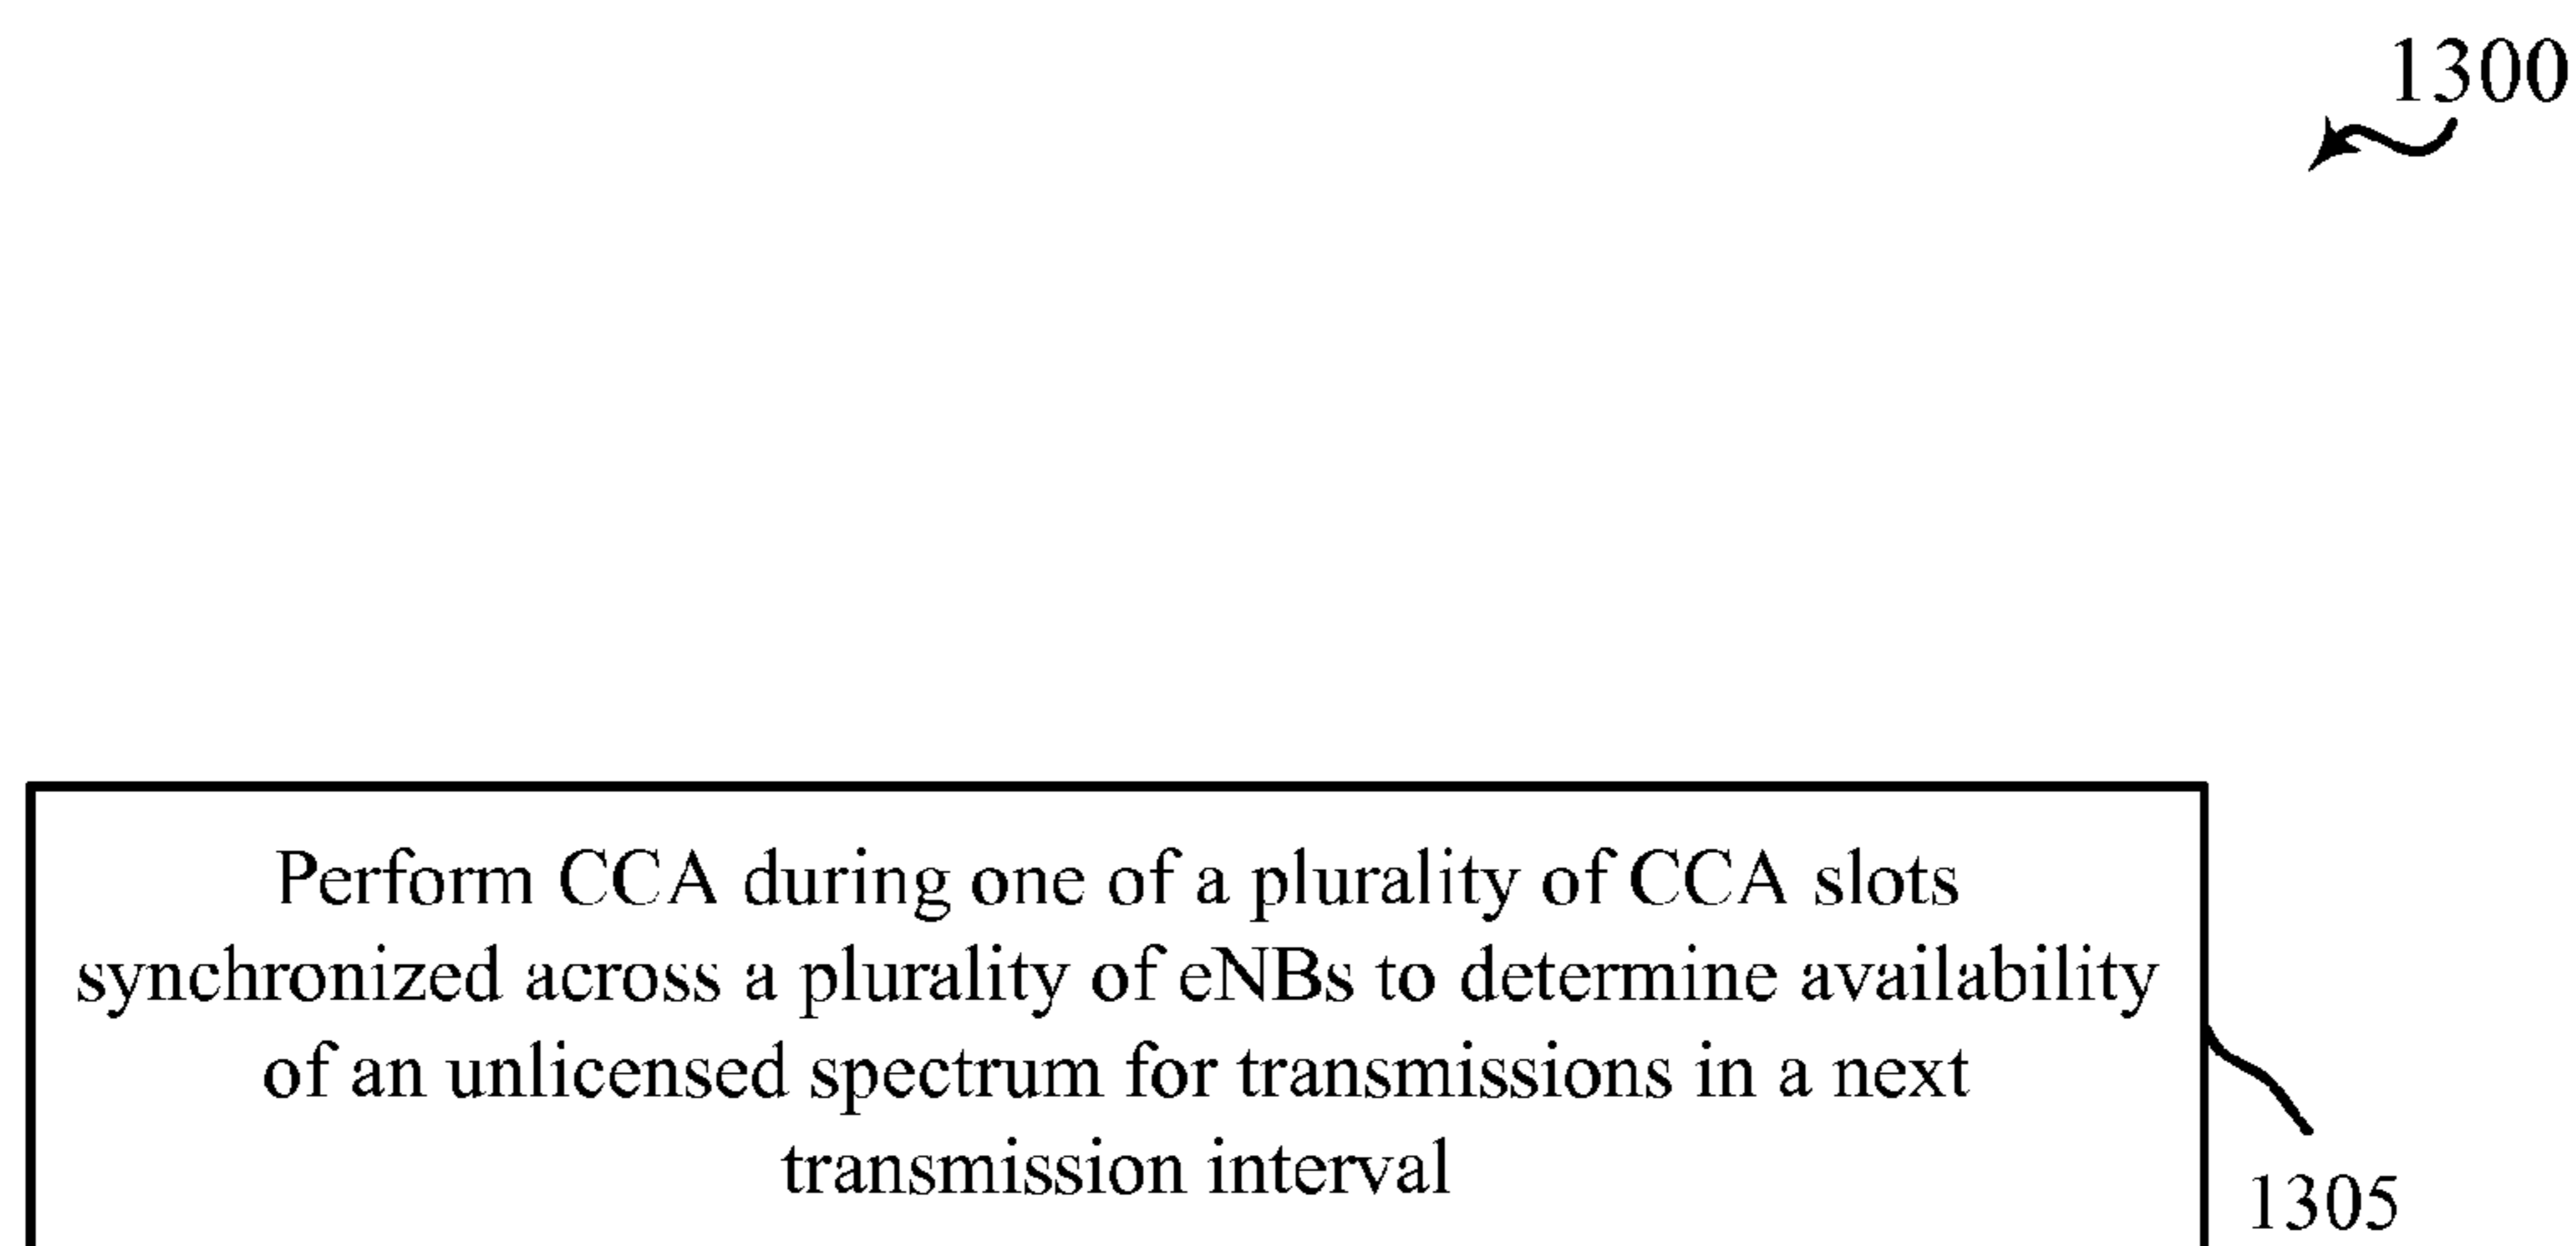 1300
Perform CCA during one of a plurality of CCA slots
synchronized across a plurality of eNBs to determine availability
of an unlicensed spectrum for transmissions in a next
transmission interval
1305